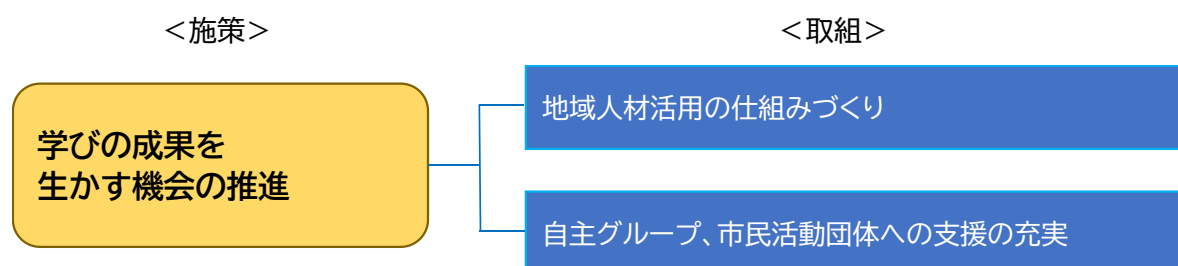 ＜施策＞
＜取組＞
学びの成果を
生かす機会の推進
地域人材活用の仕組みづくり
自主グループ、市民活動団体への支援の充実